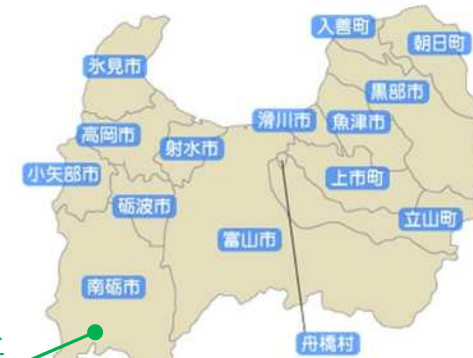 入善町
朝日町
氷見市
黒部市
滑川市
魚津市
高岡市
射水市
小矢部市
上市町
砺波市
立山町
富山市
南砺市
舟橋村